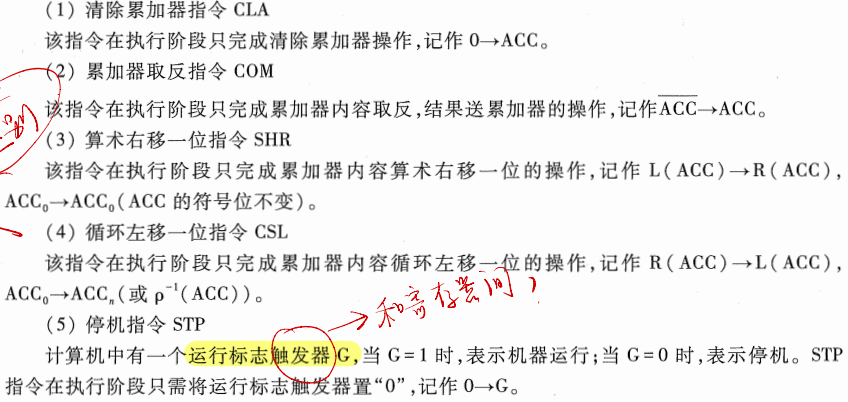 (1) 清除累加器指令 CLA
该指令在执行阶段只完成清除累加器操作,记作 0→ACC。
(2) 累加器取反指令 COM
该指令在执行阶段只完成累加器内容取反,结果送累加器的操作,记作A̅C̅C̅→ACC。
(3) 算术右移一位指令 SHR
该指令在执行阶段只完成累加器内容算术右移一位的操作,记作 L(ACC)→R(ACC),
ACC₀→ACC₀(ACC 的符号位不变)。
(4) 循环左移一位指令 CSL
该指令在执行阶段只完成累加器内容循环左移一位的操作,记作 R(ACC)→L(ACC),
ACC₀→ACCₙ(或 ρ⁻¹(ACC))。
→和寄存器间?
(5) 停机指令 STP
计算机中有一个运行标志触发器 G,当 G=1 时,表示机器运行;当 G=0 时,表示停机。STP
指令在执行阶段只需将运行标志触发器置“0”,记作 0→G。